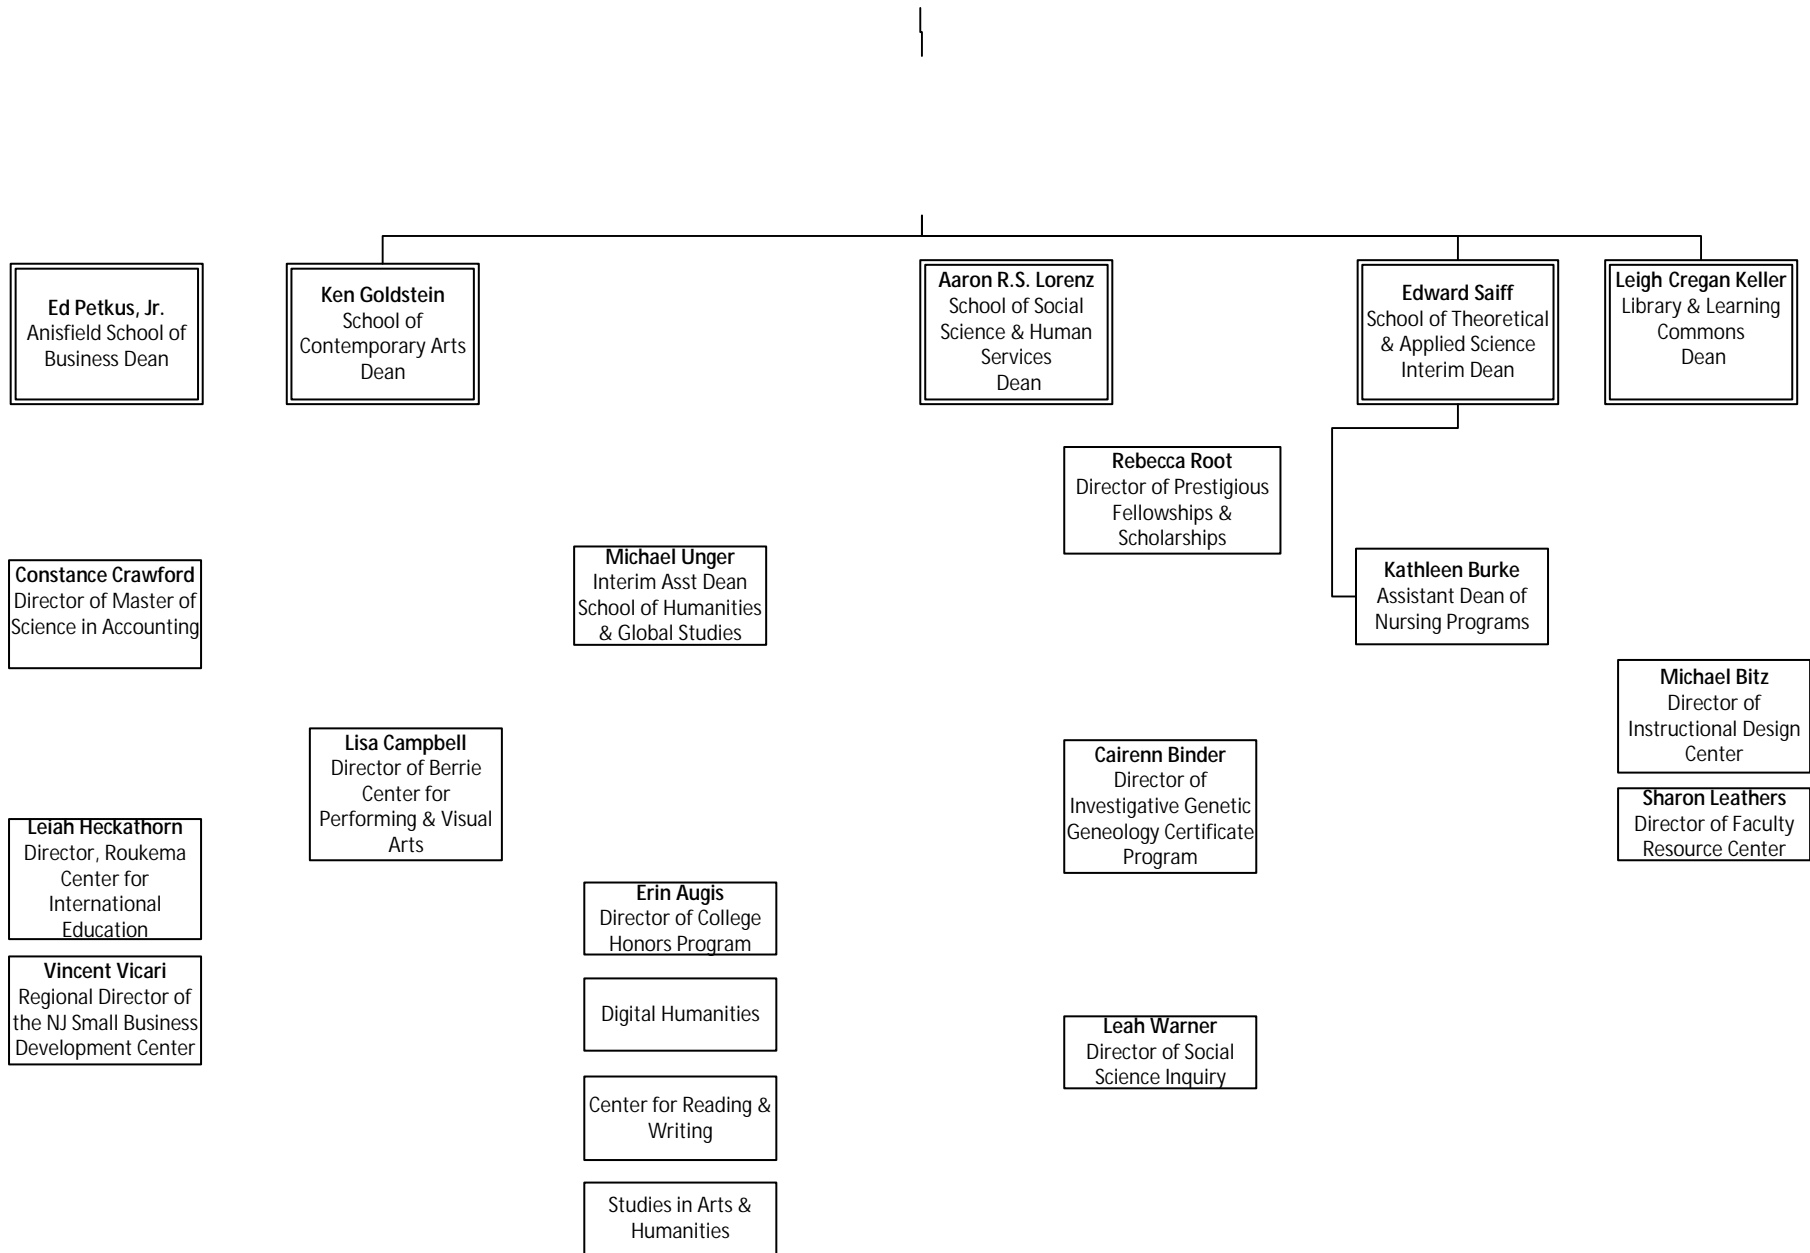 Ed Petkus, Jr.
Anisfield School of
Business Dean
Ken Goldstein
School of
Contemporary Arts
Dean
Aaron R.S. Lorenz
School of Social
Science & Human
Services
Dean
Edward Saiff
School of Theoretical
& Applied Science
Interim Dean
Leigh Cregan Keller
Library & Learning
Commons
Dean
Rebecca Root
Director of Prestigious
Fellowships &
Scholarships
Constance Crawford
Director of Master of
Science in Accounting
Michael Unger
Interim Asst Dean
School of Humanities
& Global Studies
Kathleen Burke
Assistant Dean of
Nursing Programs
Michael Bitz
Director of
Instructional Design
Center
Lisa Campbell
Director of Berrie
Center for
Performing & Visual
Arts
Cairenn Binder
Director of
Investigative Genetic
Geneology Certificate
Program
Sharon Leathers
Director of Faculty
Resource Center
Leiah Heckathorn
Director, Roukema
Center for
International
Education
Erin Augis
Director of College
Honors Program
Vincent Vicari
Regional Director of
the NJ Small Business
Development Center
Digital Humanities
Leah Warner
Director of Social
Science Inquiry
Center for Reading &
Writing
Studies in Arts &
Humanities